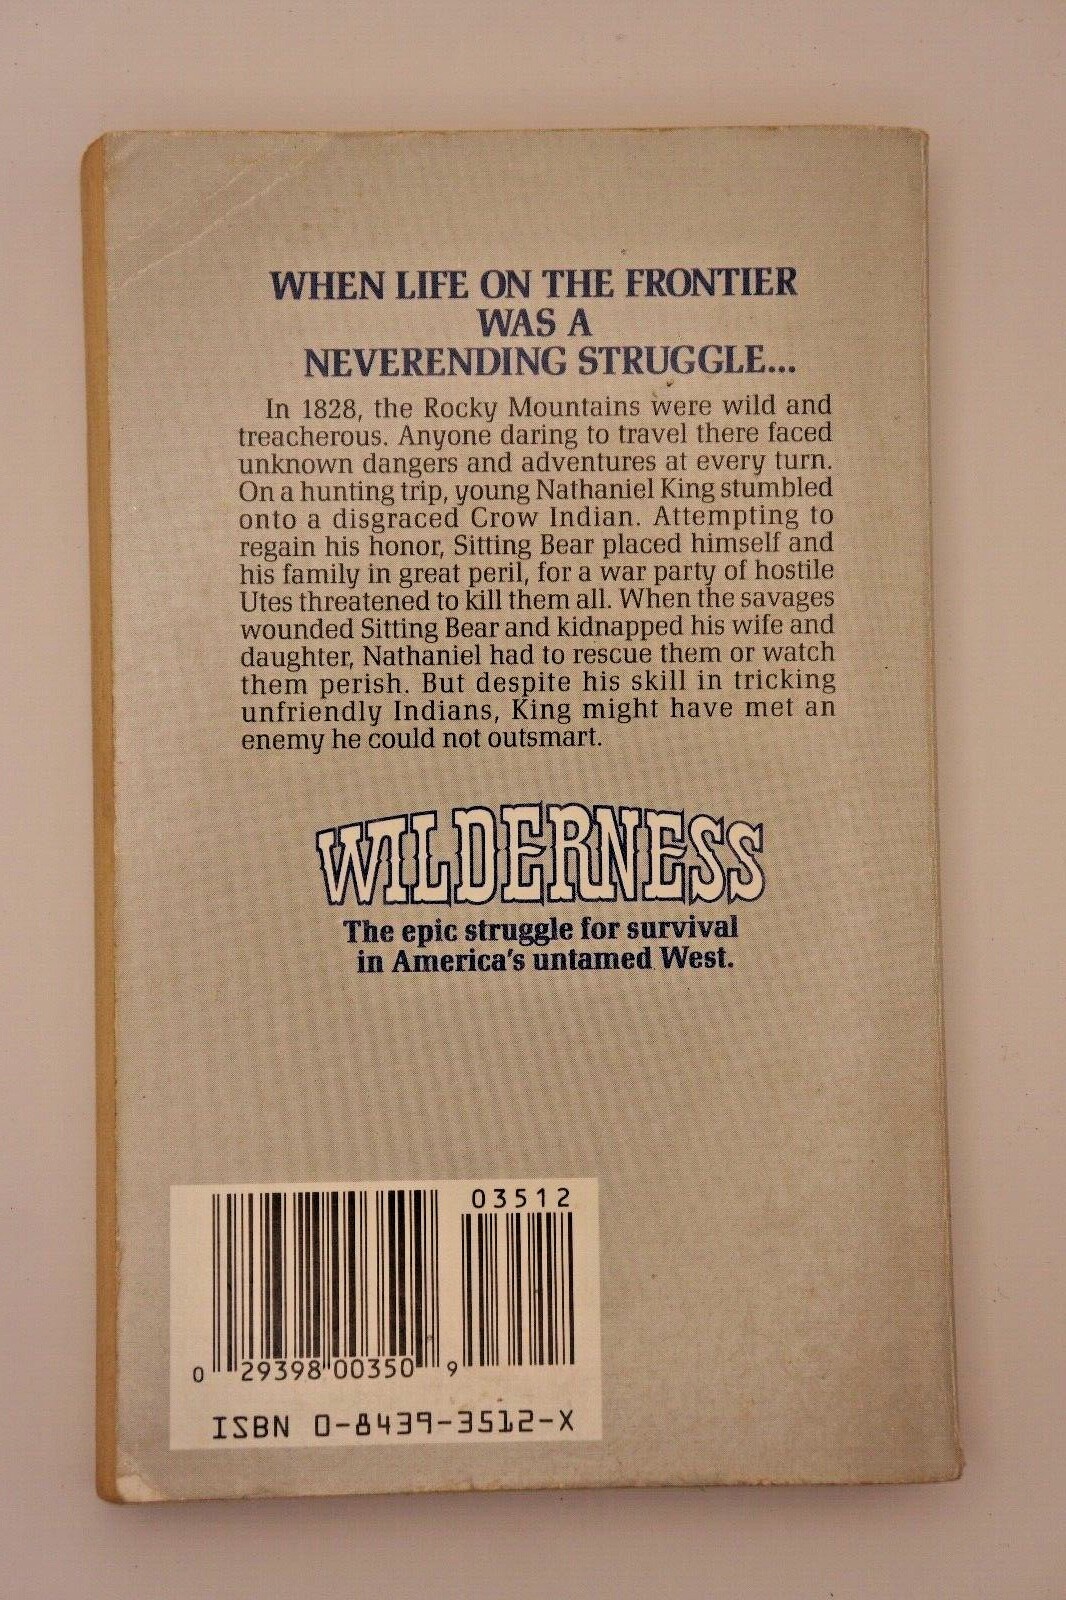 WHEN LIFE ON THE FRONTIER
WAS A
NEVERENDING STRUGGLE...
In 1828, the Rocky Mountains were wild and
treacherous. Anyone daring to travel there faced
unknown dangers and adventures at every turn.
On a hunting trip, young Nathaniel King stumbled
onto a disgraced Crow Indian. Attempting to
regain his honor, Sitting Bear placed himself and
his family in great peril, for a war party of hostile
Utes threatened to kill them all. When the savages
wounded Sitting Bear and kidnapped his wife and
daughter, Nathaniel had to rescue them or watch
them perish. But despite his skill in tricking
unfriendly Indians, King might have met an
enemy he could not outsmart.
WILDERNESS
The epic struggle for survival
in America's untamed West.
03512
0 29398 00350 9
ISBN 0-8439-3512-X